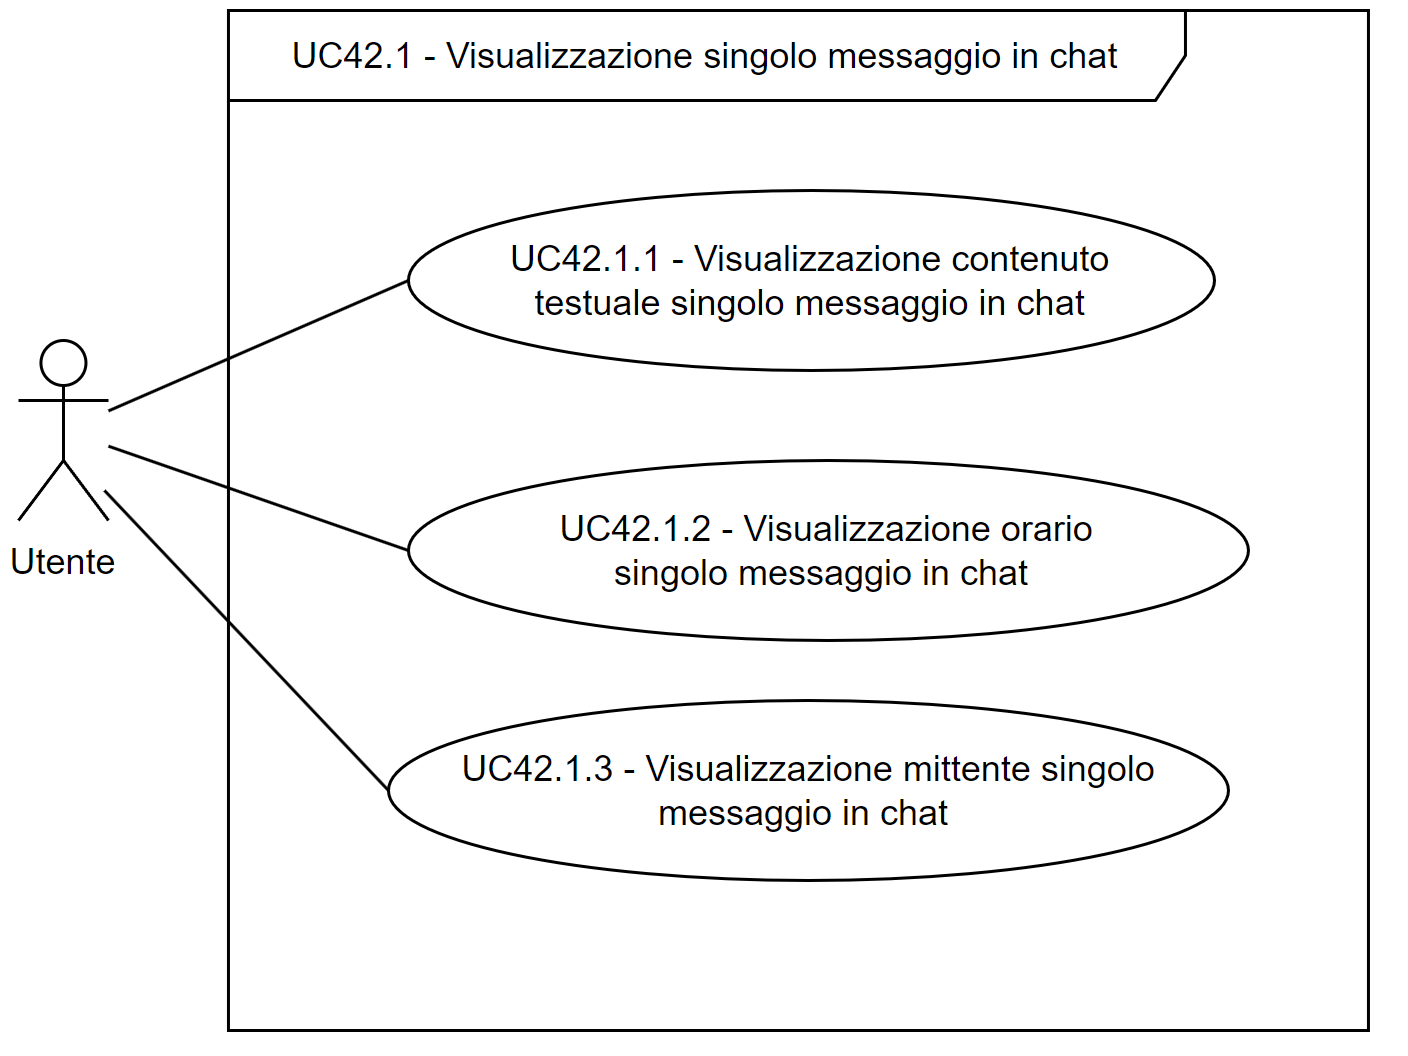 UC42.1 - Visualizzazione singolo messaggio in chat
UC42.1.1 - Visualizzazione contenuto
testuale singolo messaggio in chat
Utente
UC42.1.2 - Visualizzazione orario
singolo messaggio in chat
UC42.1.3 - Visualizzazione mittente singolo
messaggio in chat